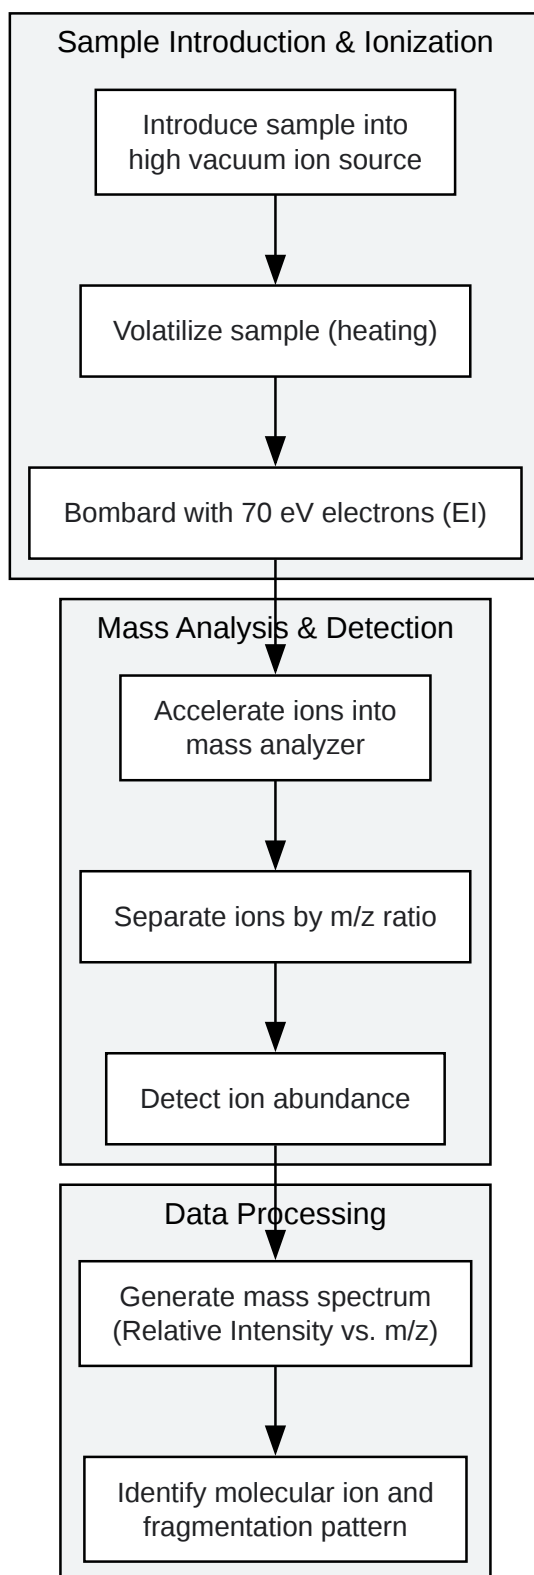 Sample Introduction & Ionization
Introduce sample into
high vacuum ion source
Volatilize sample (heating)
Bombard with 70 eV electrons (EI)
Mass Analysis & Detection
Accelerate ions into
mass analyzer
Separate ions by m/z ratio
Detect ion abundance
Data Processing
Generate mass spectrum
(Relative Intensity vs. m/z)
Identify molecular ion and
fragmentation pattern